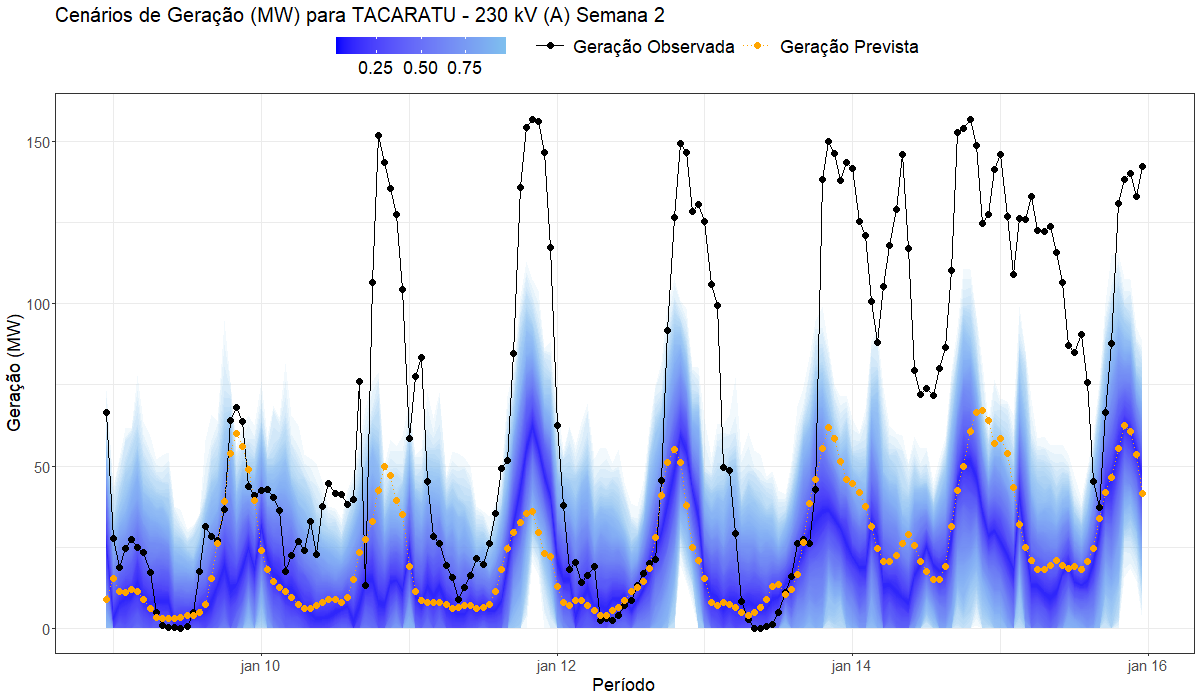 Cenários de Geração (MW) para TACARATU - 230 kV (A) Semana 2
0.25 0.50 0.75
Geração Observada
Geração Prevista
Geração (MW)
150
100
50
0
jan 10
jan 12
jan 14
jan 16
Período